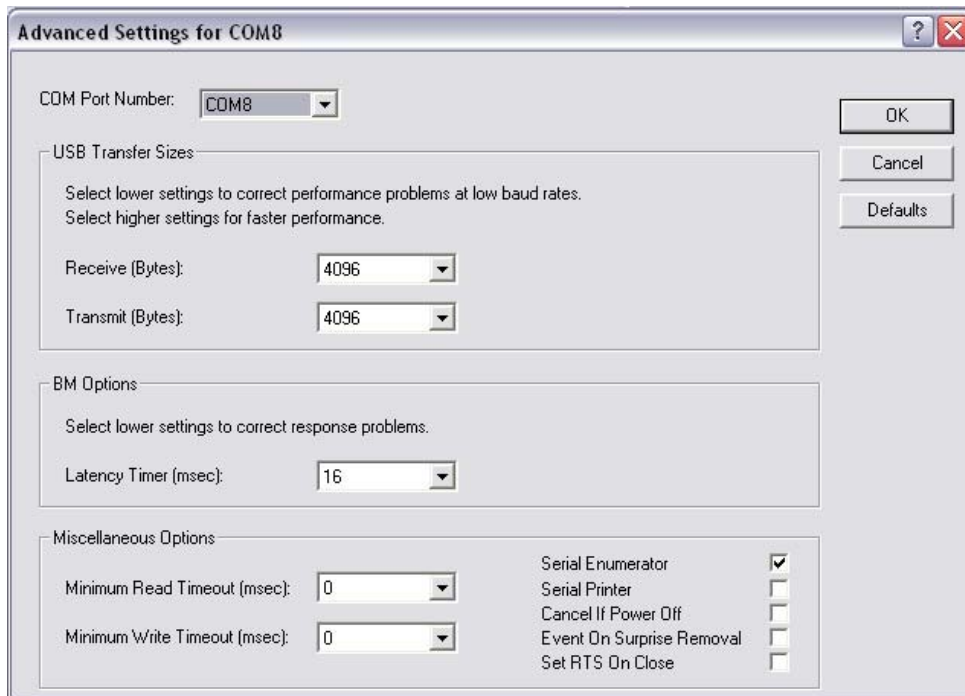 Advanced Settings for COM8
COM Port Number: COM8
OK
Cancel
Defaults
USB Transfer Sizes
Select lower settings to correct performance problems at low baud rates.
Select higher settings for faster performance.
Receive (Bytes): 4096
Transmit (Bytes): 4096
BM Options
Select lower settings to correct response problems.
Latency Timer (msec): 16
Miscellaneous Options
Minimum Read Timeout (msec): 0
Minimum Write Timeout (msec): 0
Serial Enumerator
Serial Printer
Cancel If Power Off
Event On Surprise Removal
Set RTS On Close